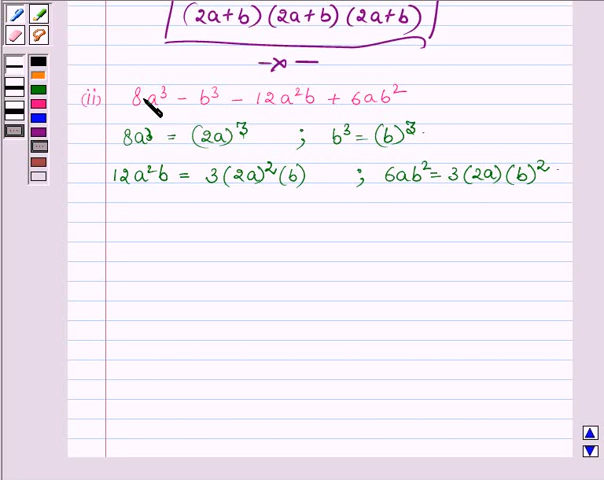 (2a+b) (2a+b) (2a+b)
(ii) 8a³ - b³ - 12a²b + 6ab²
8a³ = (2a)³ ; b³ = (b)³.
12a²b = 3(2a)²(b) ; 6ab² = 3(2a)(b)².